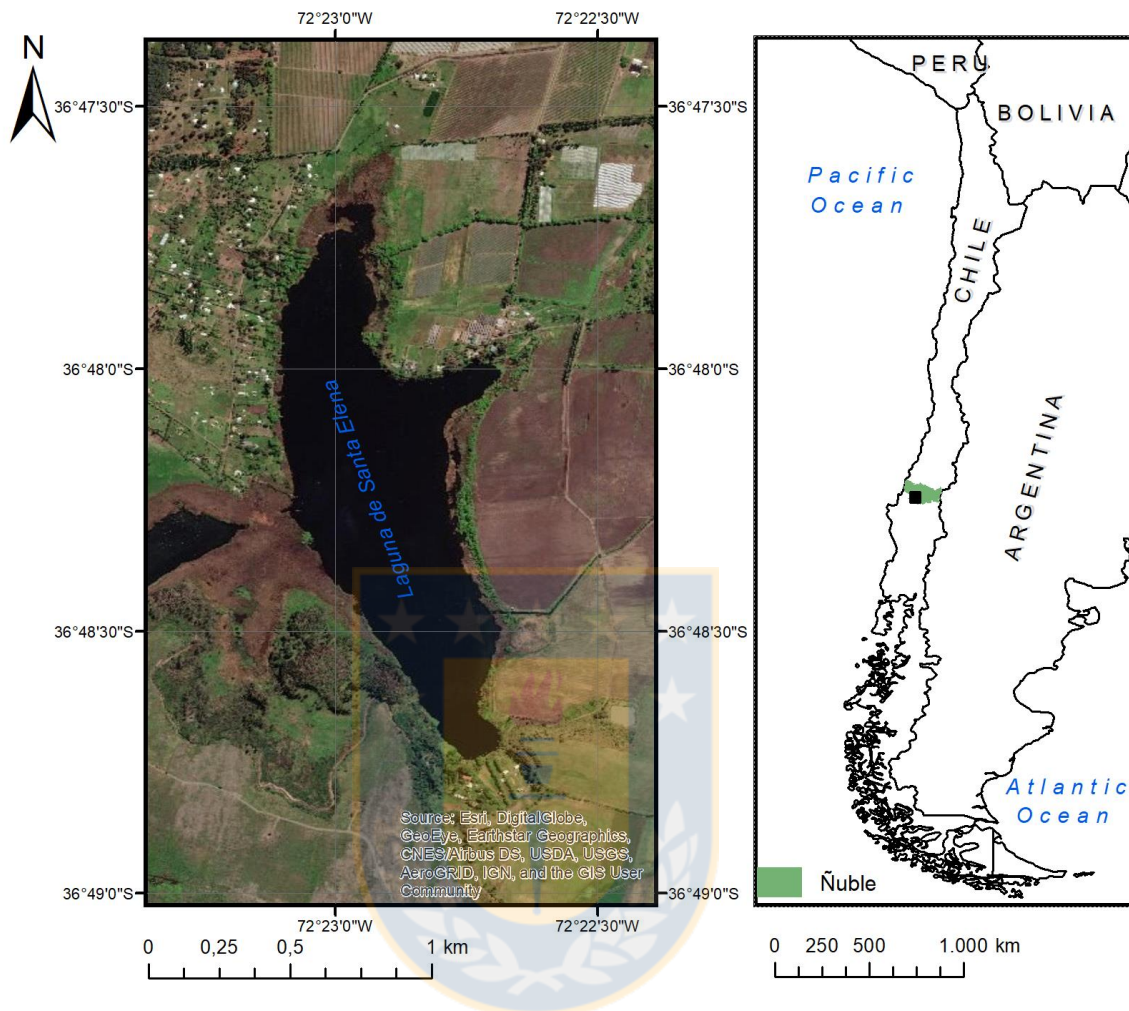 72°23'0"W
72°22'30"W
N
36°47'30"S
36°47'30"S
36°48'0"S
36°48'0"S
36°48'30"S
36°48'30"S
36°49'0"S
36°49'0"S
Laguna de Santa Elena
Source: Esri, DigitalGlobe,
GeoEye, Earthstar Geographics,
CNES/Airbus DS, USDA, USGS,
AeroGRID, IGN, and the GIS User
Community
72°23'0"W
72°22'30"W
0 0,25 0,5 1 km
PERU
BOLIVIA
Pacific
Ocean
CHILE
ARGENTINA
Atlantic
Ocean
Ñuble
0 250 500 1.000 km